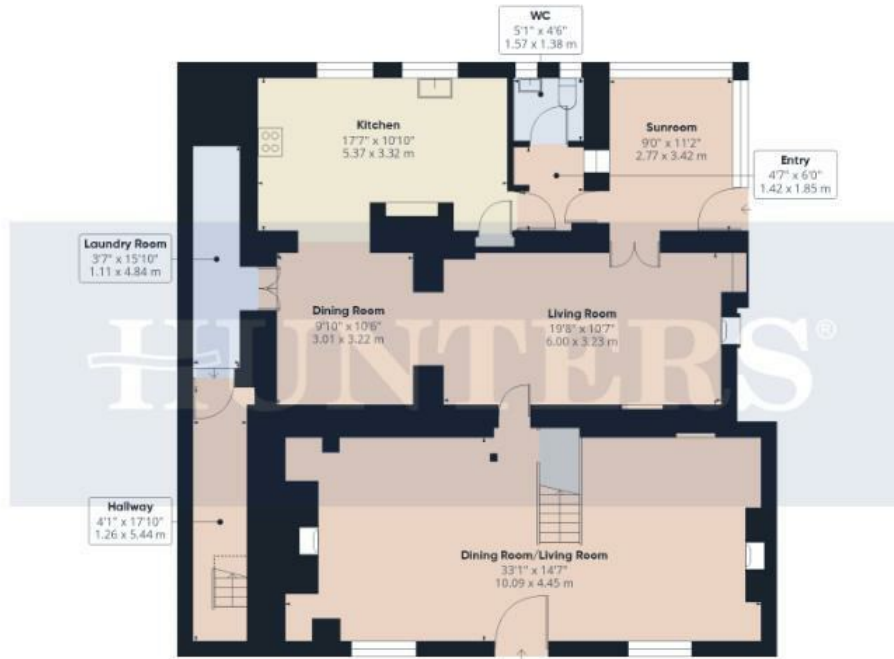 WC
5'1" x 4'6"
1.57 x 1.38 m
Kitchen
17'7" x 10'10"
5.37 x 3.32 m
Sunroom
9'0" x 11'2"
2.77 x 3.42 m
Entry
4'7" x 6'0"
1.42 x 1.85 m
Laundry Room
3'7" x 15'10"
1.11 x 4.84 m
Dining Room
9'10" x 10'6"
3.01 x 3.22 m
Living Room
19'8" x 10'7"
6.00 x 3.23 m
HUNTERS®
Hallway
4'1" x 17'10"
1.26 x 5.44 m
Dining Room/Living Room
33'1" x 14'7"
10.09 x 4.45 m